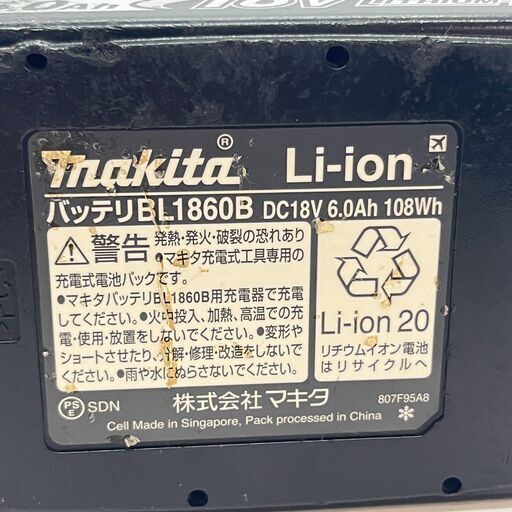 .0Ah
18V
makita®
Li-ion
バッテリBL1860B DC18V 6.0Ah 108Wh
警告 発熱・発火・破裂の恐れあり
●マキタ充電式工具専用の
充電式電池パックです。
●マキタバッテリBL1860B用充電器で充電
してください。●火中投入、加熱、高温での充
電・使用・放置をしないでください。●変形や
ショートさせたり、分解・修理・改造をしないで
ください。●雨や水にぬらさないでください。
Li-ion 20
リチウムイオン電池
はリサイクルへ
PS
E
SDN
株式会社マキタ
807F95A8
Cell Made in Singapore, Pack processed in China